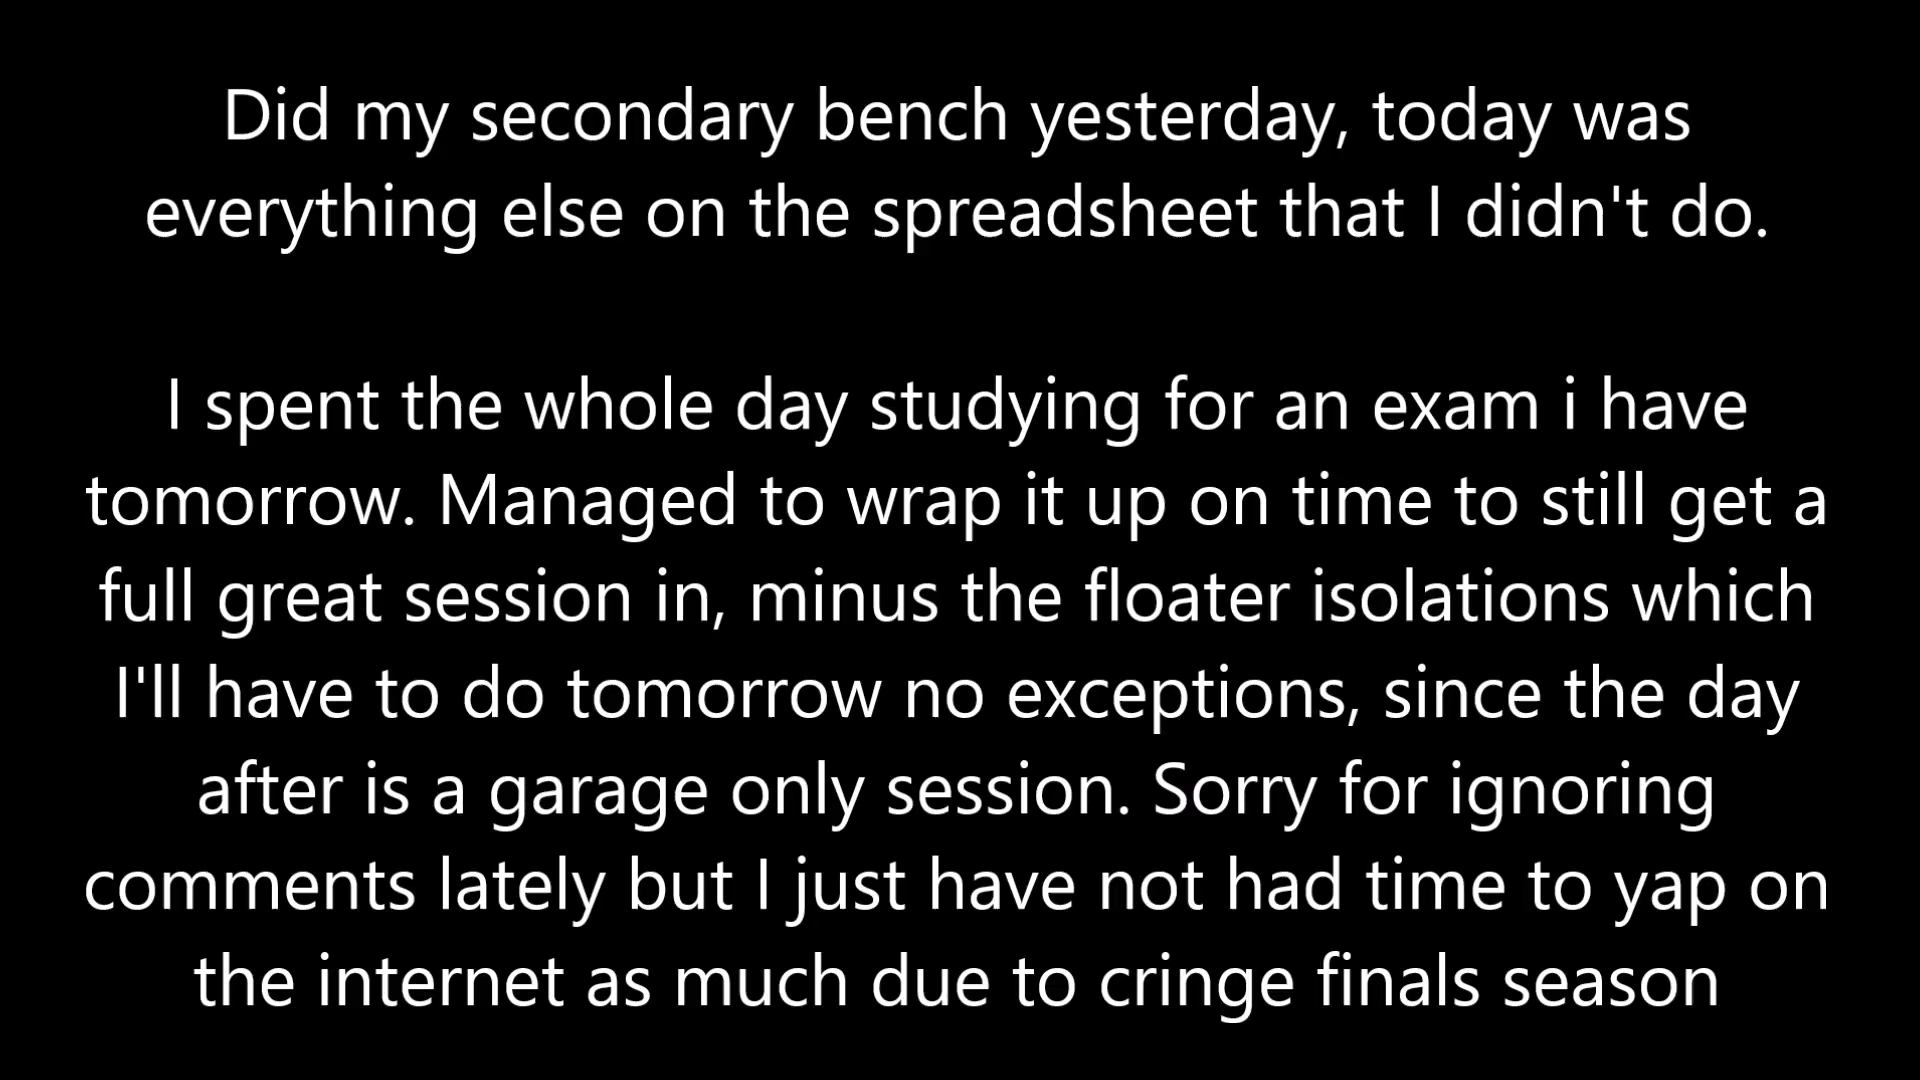 Did my secondary bench yesterday, today was
everything else on the spreadsheet that I didn't do.
I spent the whole day studying for an exam i have
tomorrow. Managed to wrap it up on time to still get a
full great session in, minus the floater isolations which
I'll have to do tomorrow no exceptions, since the day
after is a garage only session. Sorry for ignoring
comments lately but I just have not had time to yap on
the internet as much due to cringe finals season